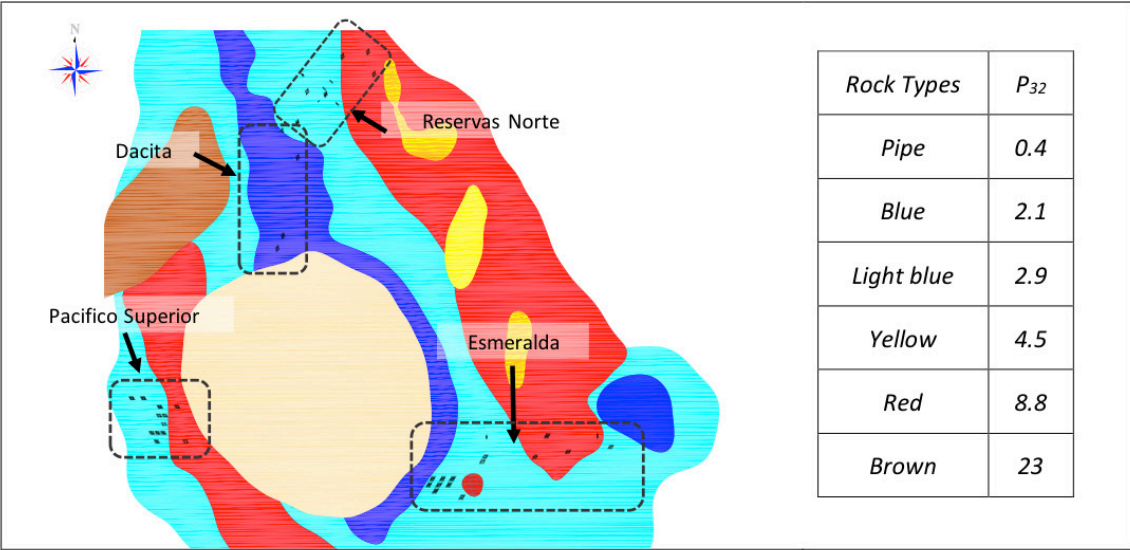 N
Reservas Norte
Dacita
Pacifico Superior
Esmeralda
Rock Types P32
Pipe 0.4
Blue 2.1
Light blue 2.9
Yellow 4.5
Red 8.8
Brown 23